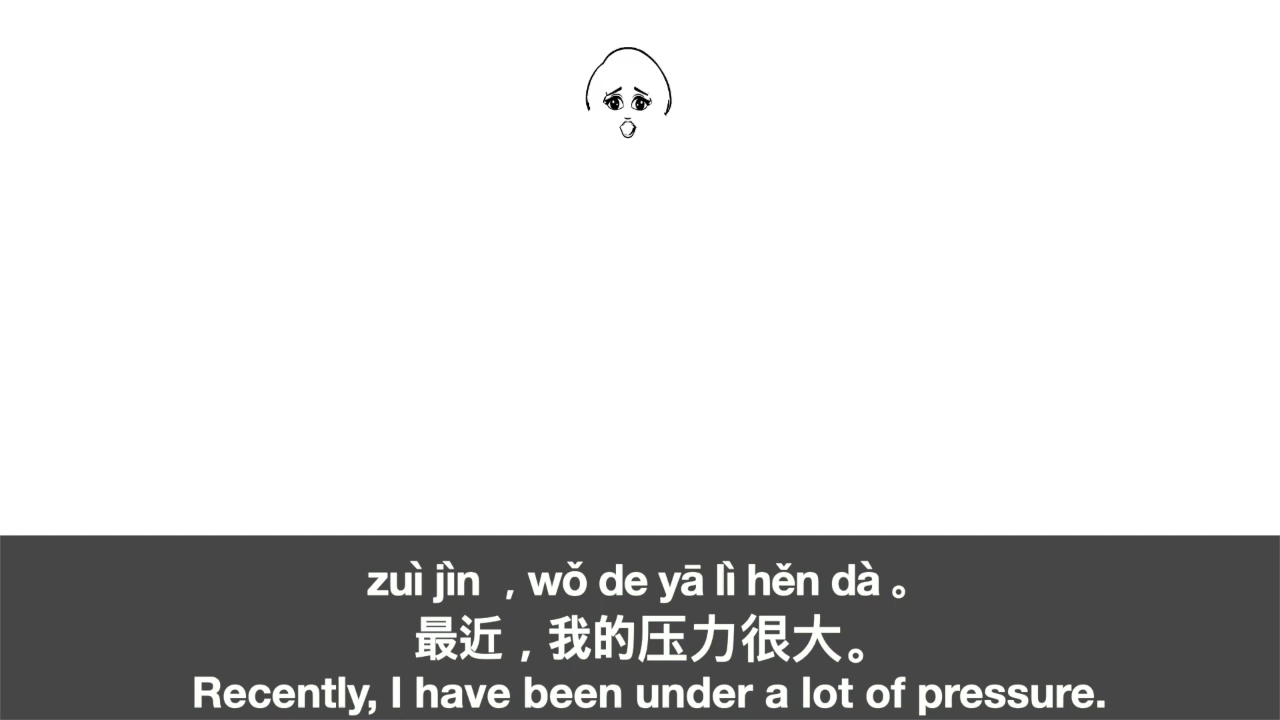 zuì jìn , wǒ de yā lì hěn dà 。
最近，我的压力很大。
Recently, I have been under a lot of pressure.